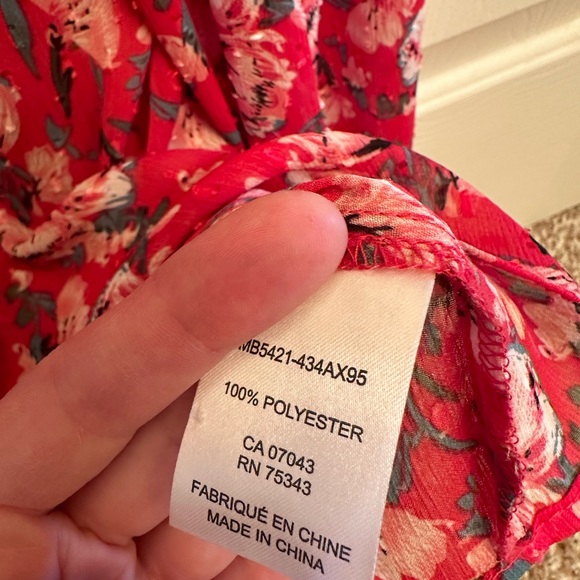 MB5421-434AX95
100% POLYESTER
CA 07043
RN 75343
FABRIQUÉ EN CHINE
MADE IN CHINA